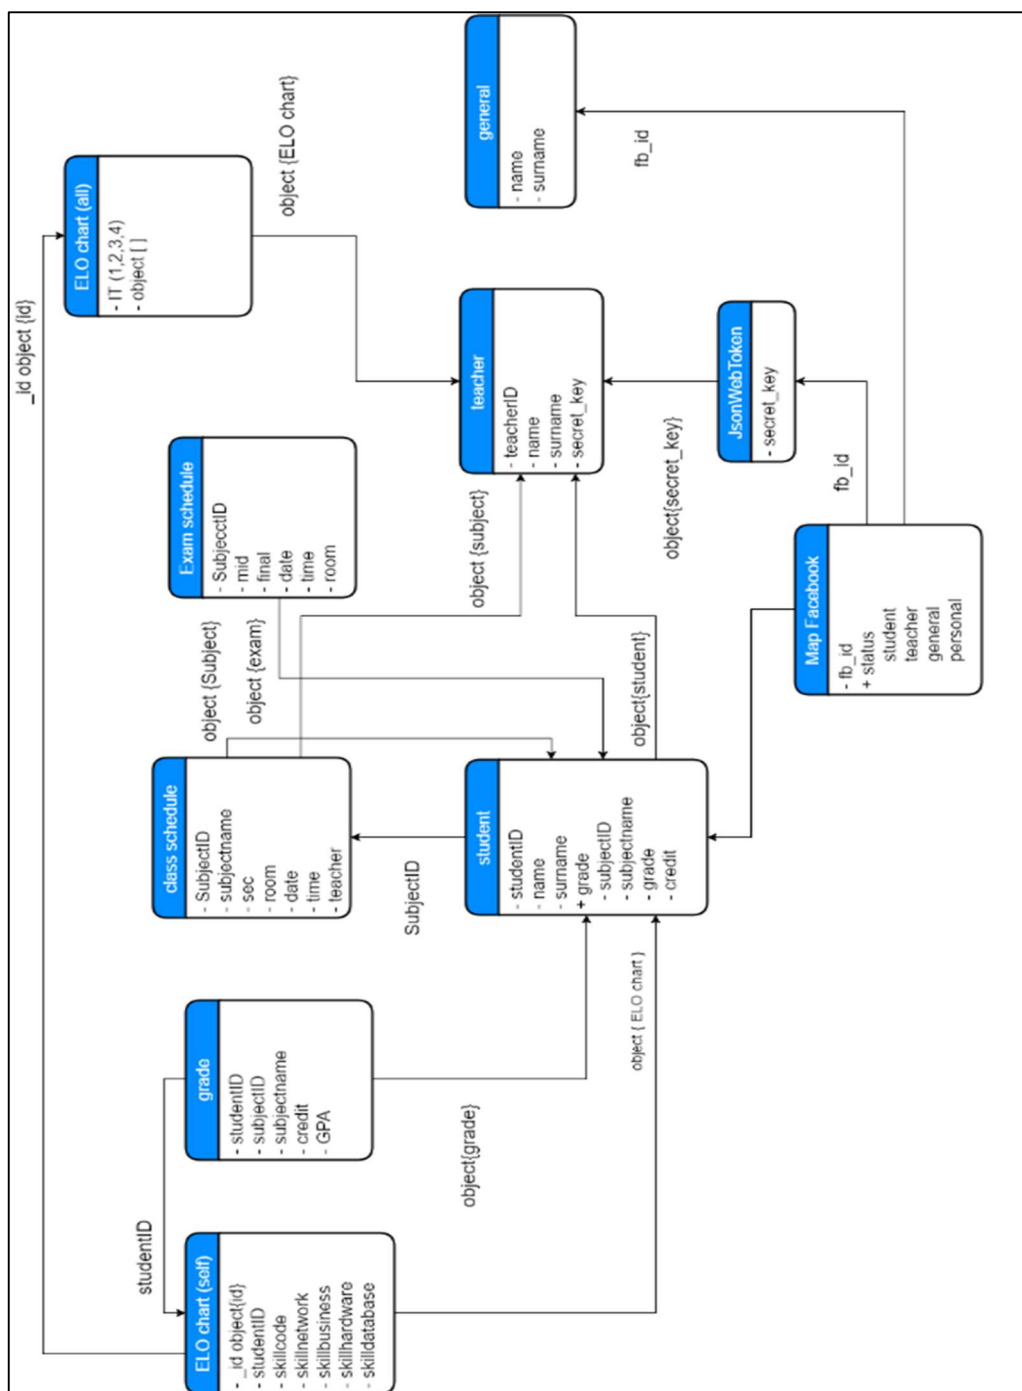 _id object {id}
ELO chart (all)
- IT (1,2,3,4)
- object [ ]
object {ELO chart}
general
- name
- surname
fb_id
teacher
- teacherID
- name
- surname
- secret_key
JsonWebToken
- secret_key
object{secret_key}
fb_id
Exam schedule
- SubjecctID
- mid
- final
- date
- time
- room
object {subject}
object {Subject}
object {exam}
object{student}
Map Facebook
- fb_id
+ status
student
teacher
general
personal
class schedule
- SubjectID
- subjectname
- sec
- room
- date
- time
- teacher
SubjectID
student
- studentID
- name
- surname
+ grade
- subjectID
- subjectname
- grade
- credit
grade
- studentID
- subjectID
- subjectname
- credit
- GPA
object{grade}
object { ELO chart }
studentID
ELO chart (self)
- _id object{id}
- studentID
- skillcode
- skillnetwork
- skillbusiness
- skillhardware
- skilldatabase